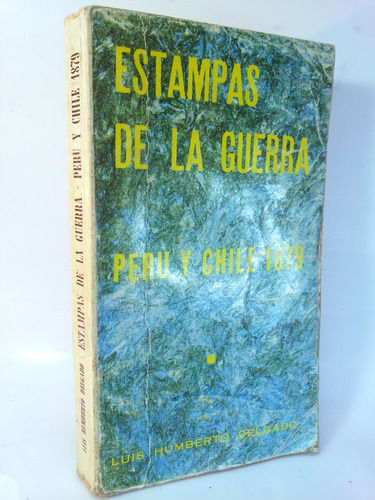 ESTAMPAS
DE LA GUERRA
PERU Y CHILE 1879
LUIS HUMBERTO DELGADO
LUIS HUMBERTO DELGADO - ESTAMPAS DE LA GUERRA - PERU Y CHILE 1879